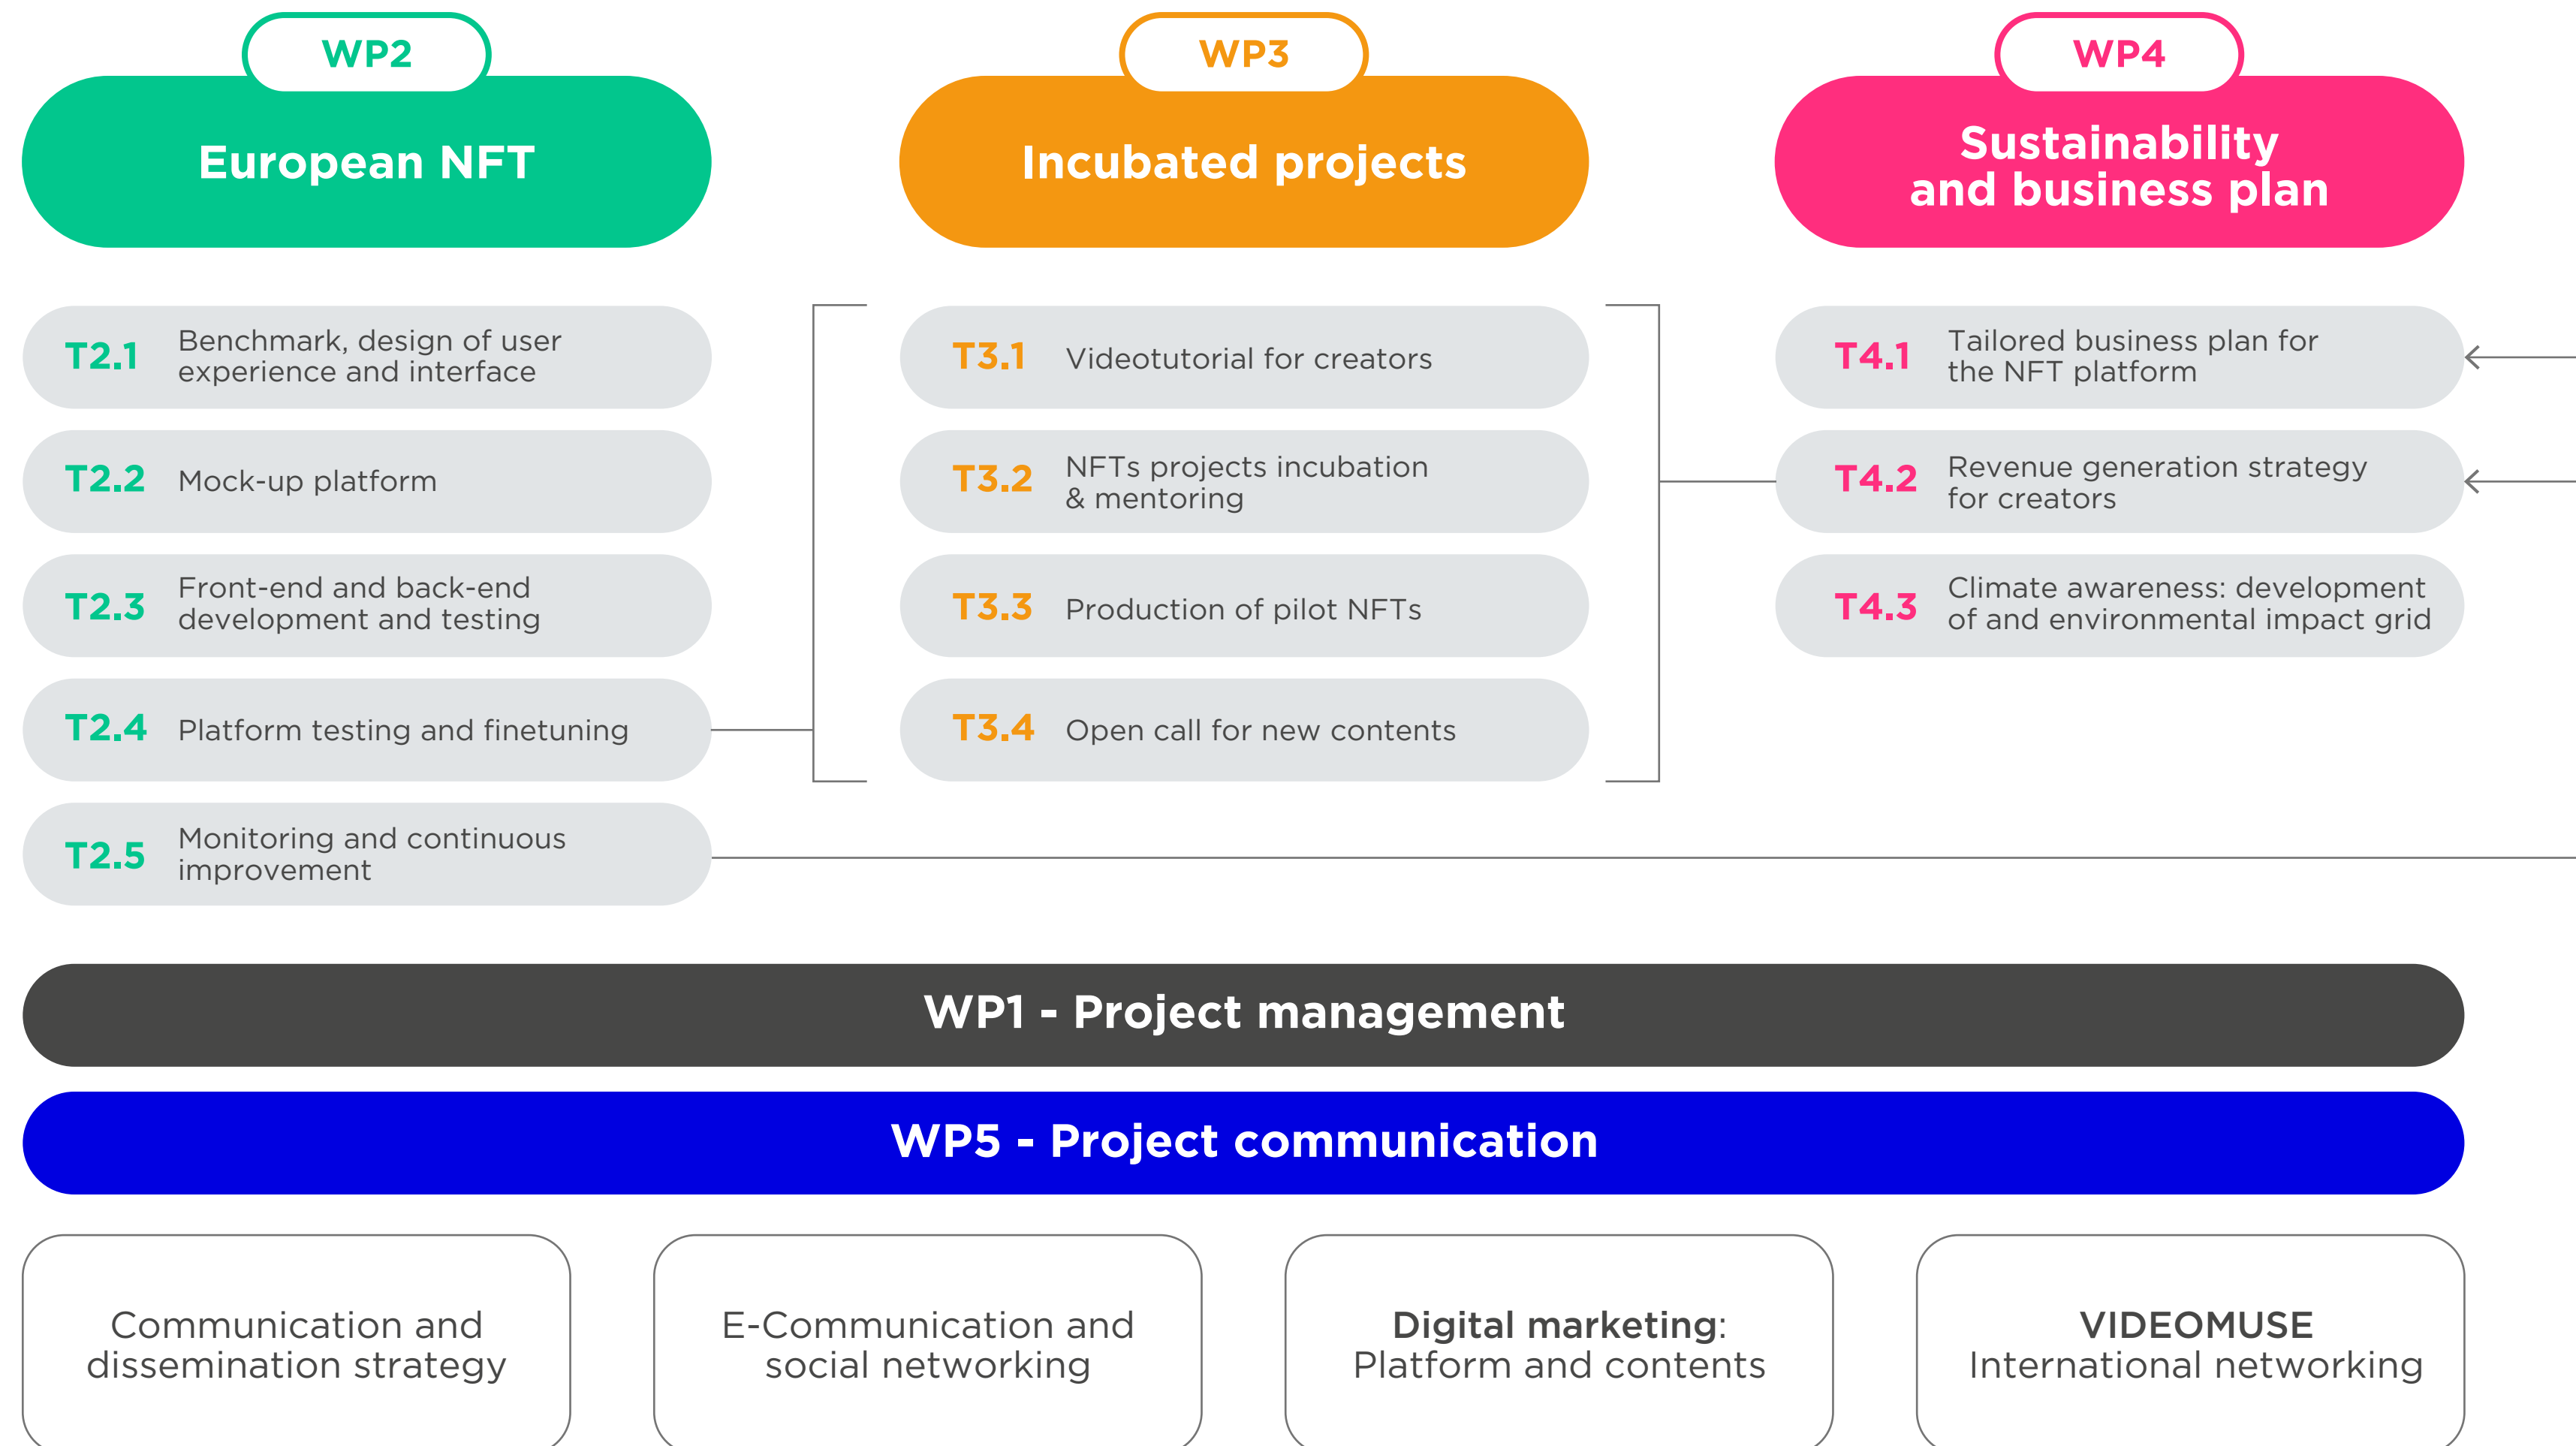 WP2
European NFT
T2.1
Benchmark, design of user
experience and interface
T2.2
Mock-up platform
T2.3
Front-end and back-end
development and testing
T2.4
Platform testing and finetuning
T2.5
Monitoring and continuous
improvement
WP3
Incubated projects
T3.1
Videotutorial for creators
T3.2
NFTs projects incubation
& mentoring
T3.3
Production of pilot NFTs
T3.4
Open call for new contents
WP4
Sustainability
and business plan
T4.1
Tailored business plan for
the NFT platform
T4.2
Revenue generation strategy
for creators
T4.3
Climate awareness: development
of and environmental impact grid
WP1 - Project management
WP5 - Project communication
Communication and
dissemination strategy
E-Communication and
social networking
Digital marketing:
Platform and contents
VIDEOMUSE
International networking